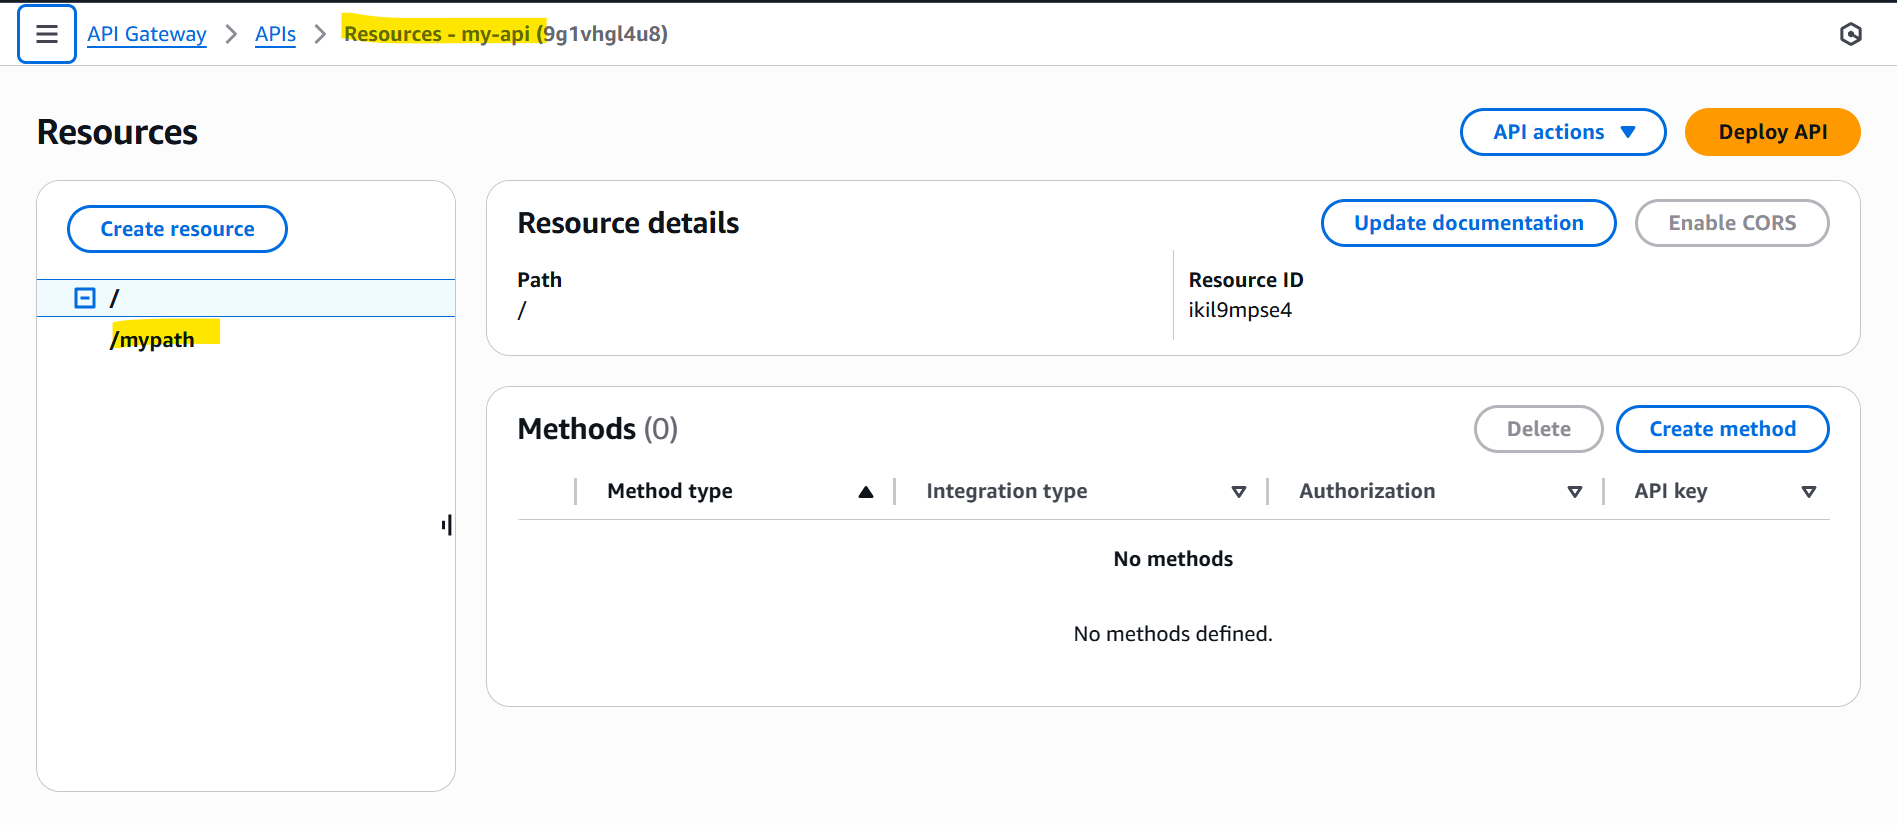 API Gateway > APIs > Resources - my-api (9g1vhgl4u8)
Resources
API actions
Deploy API
Create resource
/
/mypath
Resource details
Update documentation
Enable CORS
Path
/
Resource ID
ikil9mpse4
Methods (0)
Delete
Create method
Method type
Integration type
Authorization
API key
No methods
No methods defined.